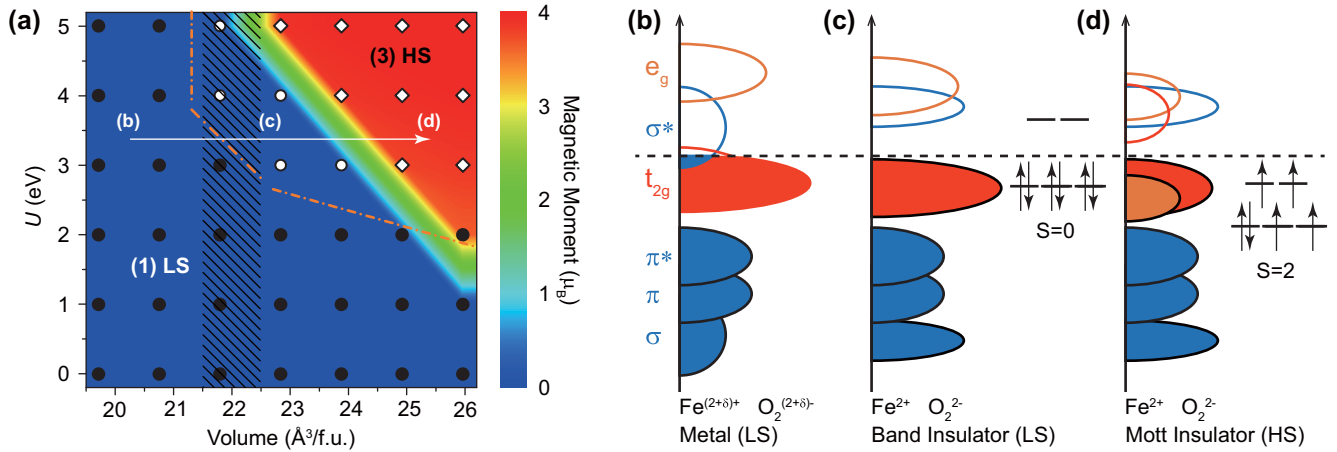 (a)
5
4
3
2
1
0
U (eV)
(3) HS
(b)
(c)
(d)
(1) LS
20
21
22
23
24
25
26
Volume (Å³/f.u.)
4
3
2
1
0
Magnetic Moment (μB)
(b)
eg
σ*
t2g
π*
π
σ
Fe(2+δ)+ O2(2+δ)-
Metal (LS)
(c)
S=0
Fe2+ O22-
Band Insulator (LS)
(d)
S=2
Fe2+ O22-
Mott Insulator (HS)